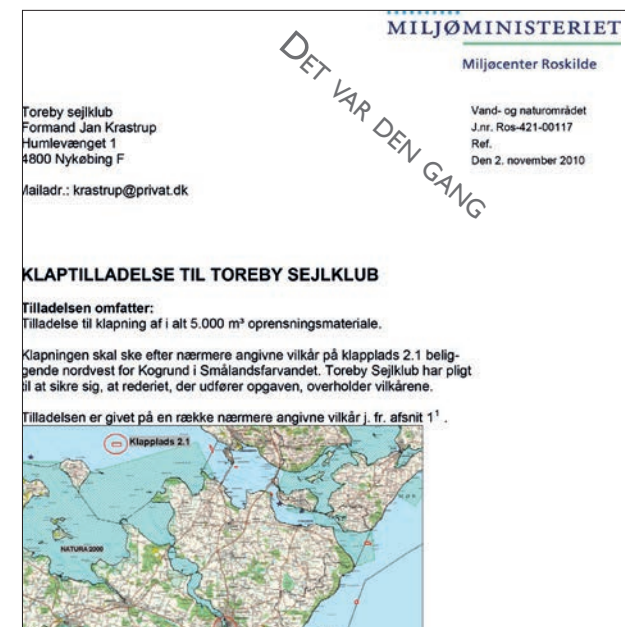 MILJØMINISTERIET
Miljøcenter Roskilde
DET VAR DEN GANG
Toreby sejlklub
Formand Jan Krastrup
Humlevænget 1
4800 Nykøbing F
Mailadr.: krastrup@privat.dk
Vand- og naturområdet
J.nr. Ros-421-00117
Ref.
Den 2. november 2010
KLAPTILLADELSE TIL TOREBY SEJLKLUB
Tilladelsen omfatter:
Tilladelse til klapning af i alt 5.000 m³ oprensningsmateriale.
Klapningen skal ske efter nærmere angivne vilkår på klapplads 2.1 belig-
gende nordvest for Kogrund i Smålandsfarvandet. Toreby Sejlklub har pligt
til at sikre sig, at rederiet, der udfører opgaven, overholder vilkårene.
Tilladelsen er givet på en række nærmere angivne vilkår j. fr. afsnit 1¹ .
Klapplads 2.1
NATURA2000